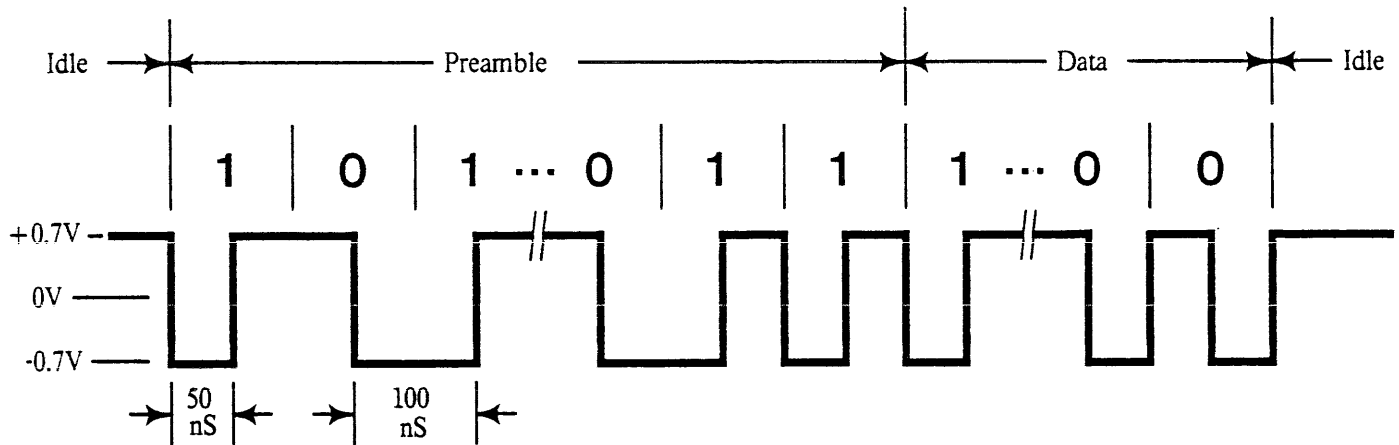 Idle Preamble Data Idle
1 0 1 ··· 0 1 1 1 ··· 0 0
+0.7V
0V
-0.7V
50 100
nS nS